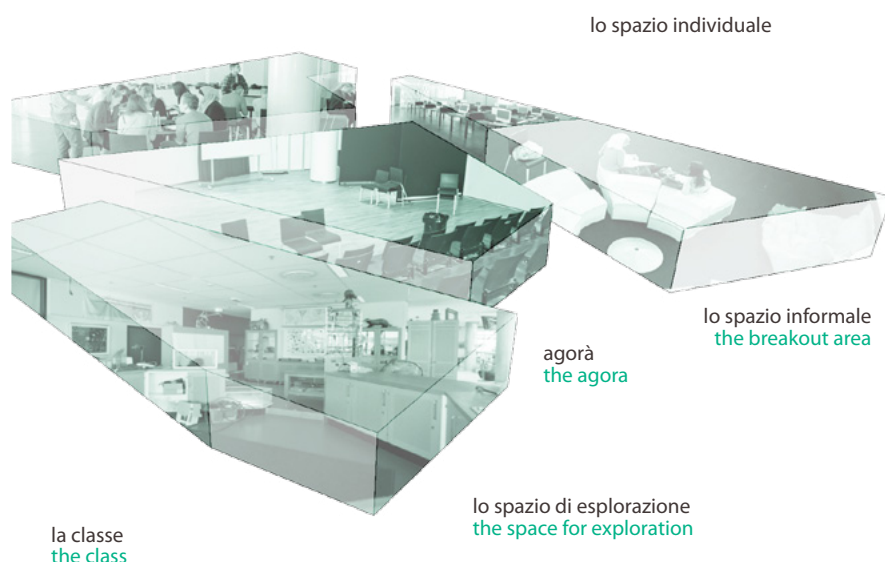 lo spazio individuale
lo spazio informale
the breakout area
agorà
the agora
lo spazio di esplorazione
the space for exploration
la classe
the class